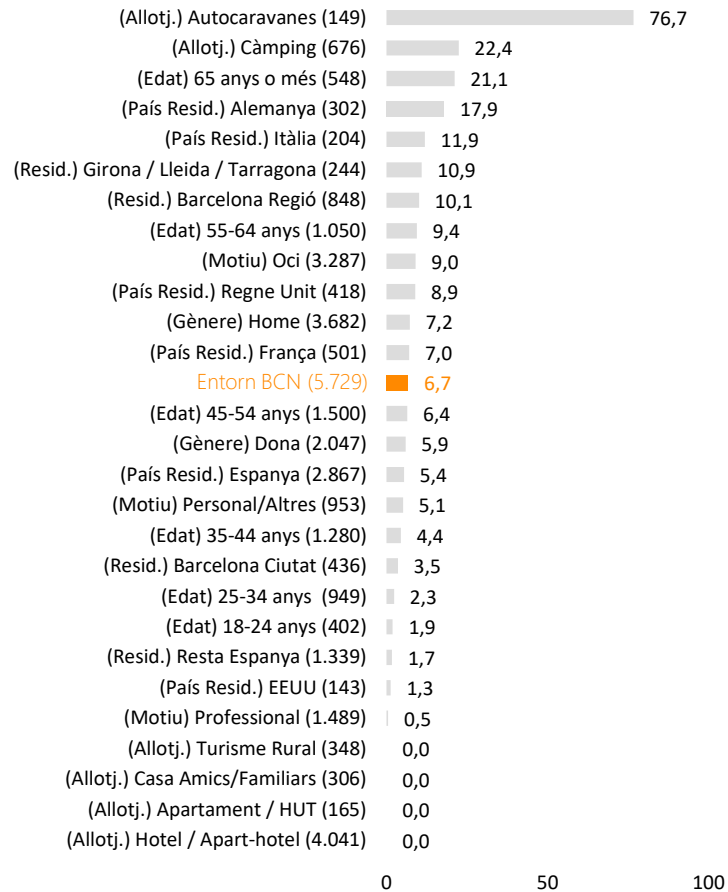 (Allotj.) Autocaravanes (149) 76,7
(Allotj.) Càmping (676) 22,4
(Edat) 65 anys o més (548) 21,1
(País Resid.) Alemanya (302) 17,9
(País Resid.) Itàlia (204) 11,9
(Resid.) Girona / Lleida / Tarragona (244) 10,9
(Resid.) Barcelona Regió (848) 10,1
(Edat) 55-64 anys (1.050) 9,4
(Motiu) Oci (3.287) 9,0
(País Resid.) Regne Unit (418) 8,9
(Gènere) Home (3.682) 7,2
(País Resid.) França (501) 7,0
Entorn BCN (5.729) 6,7
(Edat) 45-54 anys (1.500) 6,4
(Gènere) Dona (2.047) 5,9
(País Resid.) Espanya (2.867) 5,4
(Motiu) Personal/Altres (953) 5,1
(Edat) 35-44 anys (1.280) 4,4
(Resid.) Barcelona Ciutat (436) 3,5
(Edat) 25-34 anys (949) 2,3
(Edat) 18-24 anys (402) 1,9
(Resid.) Resta Espanya (1.339) 1,7
(País Resid.) EEUU (143) 1,3
(Motiu) Professional (1.489) 0,5
(Allotj.) Turisme Rural (348) 0,0
(Allotj.) Casa Amics/Familiars (306) 0,0
(Allotj.) Apartament / HUT (165) 0,0
(Allotj.) Hotel / Apart-hotel (4.041) 0,0
0 50 100